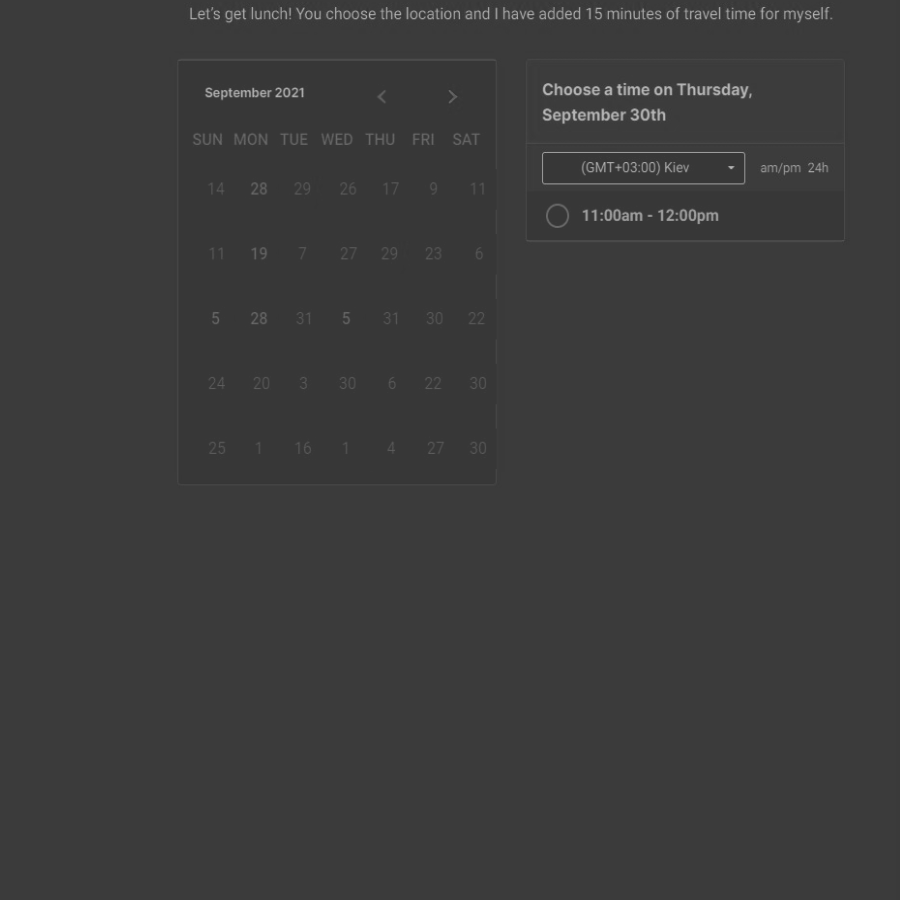 Let's get lunch! You choose the location and I have added 15 minutes of travel time for myself.
September 2021
SUN MON TUE WED THU FRI SAT
14 28 29 26 17 9 11
11 19 7 27 29 23 6
5 28 31 5 31 30 22
24 20 3 30 6 22 30
25 1 16 1 4 27 30
Choose a time on Thursday,
September 30th
(GMT+03:00) Kiev am/pm 24h
11:00am - 12:00pm